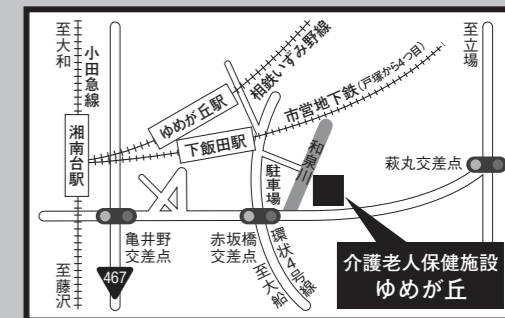 至大和
小田急線
相鉄いずみ野線
至立場
ゆめが丘駅
市営地下鉄(戸塚から4つ目)
湘南台駅
下飯田駅
和泉川
萩丸交差点
駐車場
亀井野
交差点
赤坂橋
交差点
環状4号線
至大船
至藤沢
467
介護老人保健施設
ゆめが丘